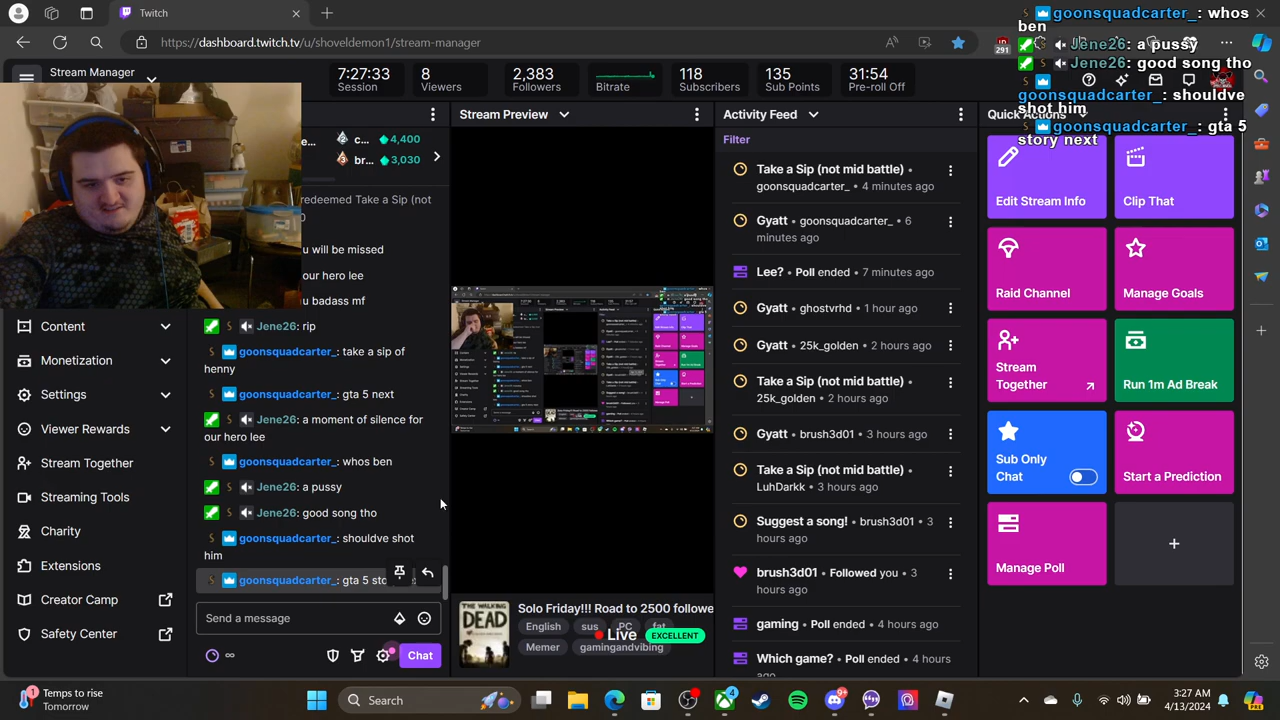 Twitch
https://dashboard.twitch.tv/u/shoveldemon1/stream-manager
291
goonsquadcarter_: whos
ben
Jene26: a pussy
Jene26: good song tho
goonsquadcarter_: shouldve
shot him
goonsquadcarter_: gta 5
story next
Stream Manager
7:27:33
Session
8
Viewers
2,383
Followers
Bitrate
118
Subscribers
135
Sub Points
31:54
Pre-roll Off
c... 4,400
e...
br... 3,030
redeemed Take a Sip (not
u will be missed
our hero lee
u badass mf
Jene26: rip
goonsquadcarter_: take a sip of
henny
goonsquadcarter_: gta 5 next
Jene26: a moment of silence for
our hero lee
goonsquadcarter_: whos ben
Jene26: a pussy
Jene26: good song tho
goonsquadcarter_: shouldve shot
him
goonsquadcarter_: gta 5 sto
Send a message
Chat
Content
Monetization
Settings
Viewer Rewards
Stream Together
Streaming Tools
Charity
Extensions
Creator Camp
Safety Center
Stream Preview
Solo Friday!!! Road to 2500 followe
English
sus
PC
fat
Memer
gamingandvibing
Live
EXCELLENT
THE WALKING
DEAD
Activity Feed
Filter
Take a Sip (not mid battle) •
goonsquadcarter_ • 4 minutes ago
Gyatt • goonsquadcarter_ • 6
minutes ago
Lee? • Poll ended • 7 minutes ago
Gyatt • ghostsam • 1 hour ago
Gyatt • 25k_golden • 2 hours ago
Take a Sip (not mid battle) •
25k_golden • 2 hours ago
Gyatt • brush3d01 • 3 hours ago
Take a Sip (not mid battle) •
LuhDarkk • 3 hours ago
Suggest a song! • brush3d01 • 3
hours ago
brush3d01 • Followed you • 3
hours ago
gaming • Poll ended • 4 hours ago
Which game? • Poll ended • 4 hours
ago
Quick Actions
Edit Stream Info
Clip That
Raid Channel
Manage Goals
Stream
Together
Run 1m Ad Break
Sub Only
Chat
Start a Prediction
Manage Poll
1
Temps to rise
Tomorrow
Search
4
9+
3:27 AM
4/13/2024